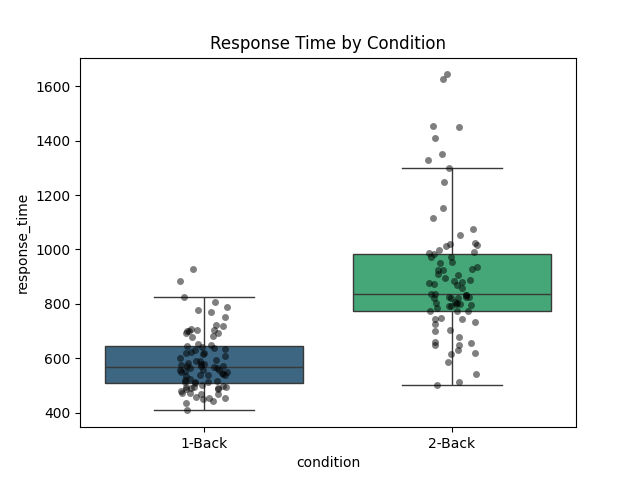 Response Time by Condition
1600
1400
1200
1000
800
600
400
response_time
1-Back
2-Back
condition